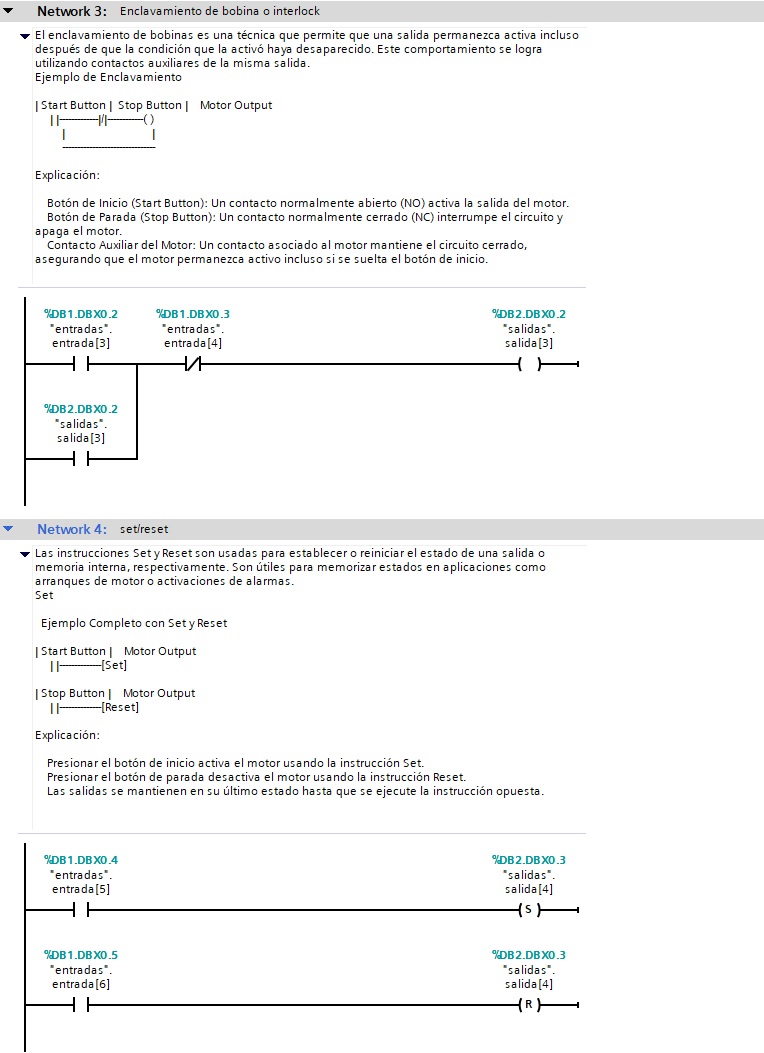 Network 3: Enclavamiento de bobina o interlock
El enclavamiento de bobinas es una técnica que permite que una salida permanezca activa incluso
después de que la condición que la activó haya desaparecido. Este comportamiento se logra
utilizando contactos auxiliares de la misma salida.
Ejemplo de Enclavamiento
| Start Button | Stop Button | Motor Output
| |-------------|/|------------( )
| |
-------------------------------
Explicación:
Botón de Inicio (Start Button): Un contacto normalmente abierto (NO) activa la salida del motor.
Botón de Parada (Stop Button): Un contacto normalmente cerrado (NC) interrumpe el circuito y
apaga el motor.
Contacto Auxiliar del Motor: Un contacto asociado al motor mantiene el circuito cerrado,
asegurando que el motor permanezca activo incluso si se suelta el botón de inicio.
%DB1.DBX0.2 %DB1.DBX0.3 %DB2.DBX0.2
"entradas". "entradas". "salidas".
entrada[3] entrada[4] salida[3]
%DB2.DBX0.2
"salidas".
salida[3]
Network 4: set/reset
Las instrucciones Set y Reset son usadas para establecer o reiniciar el estado de una salida o
memoria interna, respectivamente. Son útiles para memorizar estados en aplicaciones como
arranques de motor o activaciones de alarmas.
Set
Ejemplo Completo con Set y Reset
| Start Button | Motor Output
| |--------------[Set]
| Stop Button | Motor Output
| |--------------[Reset]
Explicación:
Presionar el botón de inicio activa el motor usando la instrucción Set.
Presionar el botón de parada desactiva el motor usando la instrucción Reset.
Las salidas se mantienen en su último estado hasta que se ejecute la instrucción opuesta.
%DB1.DBX0.4 %DB2.DBX0.3
"entradas". "salidas".
entrada[5] salida[4]
S
%DB1.DBX0.5 %DB2.DBX0.3
"entradas". "salidas".
entrada[6] salida[4]
R